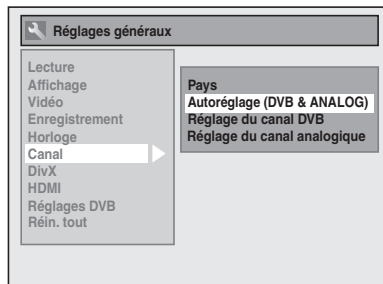 Réglages généraux
Lecture
Affichage
Vidéo
Enregistrement
Horloge
Canal
DivX
HDMI
Réglages DVB
Réin. tout
Pays
Autoréglage (DVB & ANALOG)
Réglage du canal DVB
Réglage du canal analogique